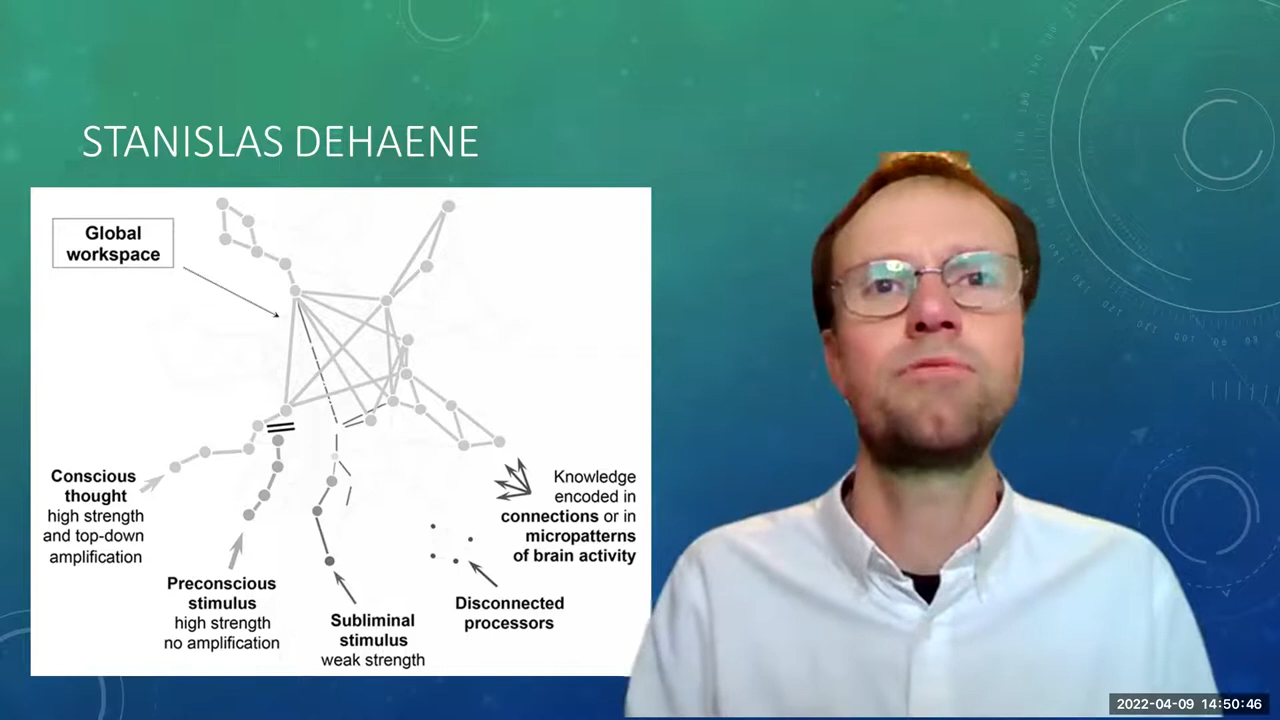 STANISLAS DEHAENE
Global
workspace
Conscious
thought
high strength
and top-down
amplification
Preconscious
stimulus
high strength
no amplification
Subliminal
stimulus
weak strength
Disconnected
processors
Knowledge
encoded in
connections or in
micropatterns
of brain activity
2022-04-09 14:50:46